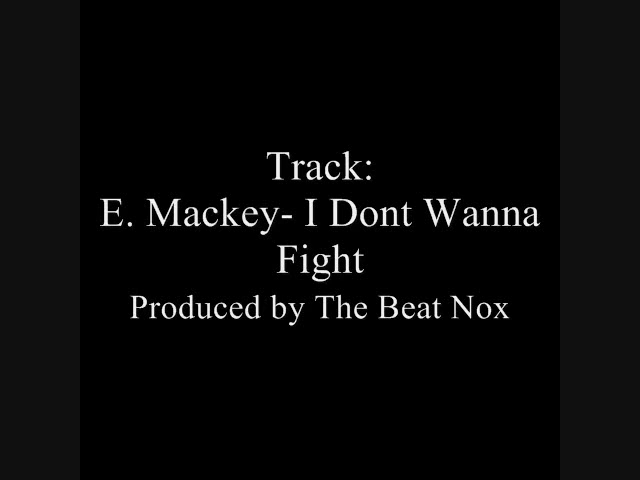 Track:
E. Mackey- I Dont Wanna
Fight
Produced by The Beat Nox